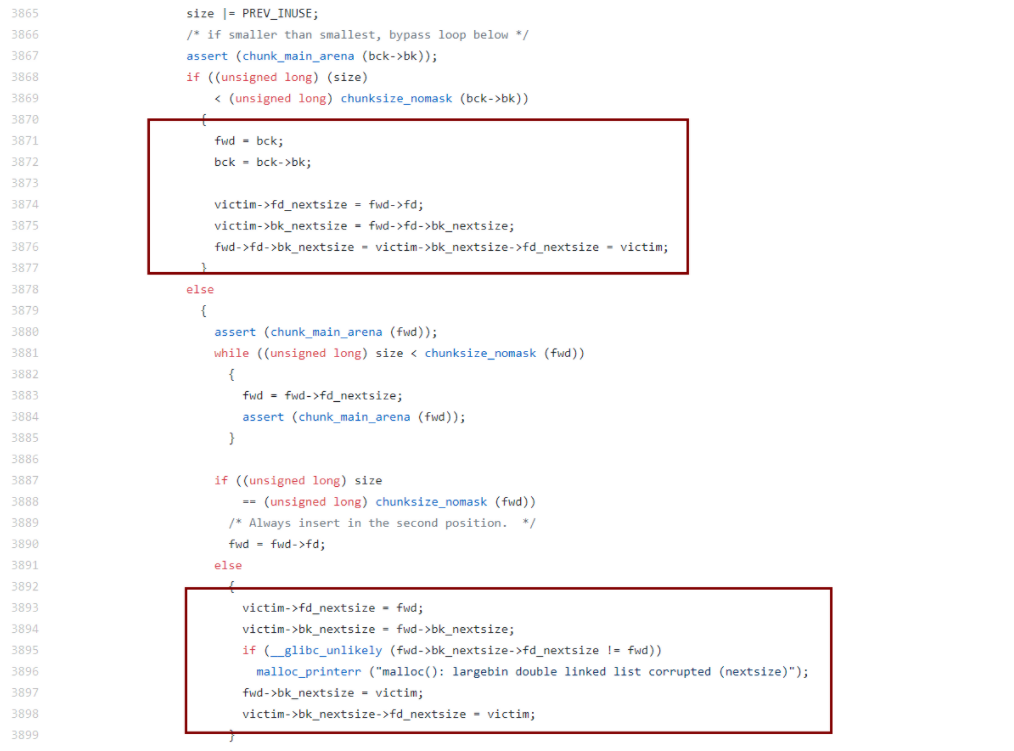 3865 size |= PREV_INUSE;
3866 /* if smaller than smallest, bypass loop below */
3867 assert (chunk_main_arena (bck->bk));
3868 if ((unsigned long) (size)
3869 < (unsigned long) chunksize_nomask (bck->bk))
3870 {
3871 fwd = bck;
3872 bck = bck->bk;
3873
3874 victim->fd_nextsize = fwd->fd;
3875 victim->bk_nextsize = fwd->fd->bk_nextsize;
3876 fwd->fd->bk_nextsize = victim->bk_nextsize->fd_nextsize = victim;
3877 }
3878 else
3879 {
3880 assert (chunk_main_arena (fwd));
3881 while ((unsigned long) size < chunksize_nomask (fwd))
3882 {
3883 fwd = fwd->fd_nextsize;
3884 assert (chunk_main_arena (fwd));
3885 }
3886
3887 if ((unsigned long) size
3888 == (unsigned long) chunksize_nomask (fwd))
3889 /* Always insert in the second position.  */
3890 fwd = fwd->fd;
3891 else
3892 {
3893 victim->fd_nextsize = fwd;
3894 victim->bk_nextsize = fwd->bk_nextsize;
3895 if (__glibc_unlikely (fwd->bk_nextsize->fd_nextsize != fwd))
3896 malloc_printerr ("malloc(): largebin double linked list corrupted (nextsize)");
3897 fwd->bk_nextsize = victim;
3898 victim->bk_nextsize->fd_nextsize = victim;
3899 }